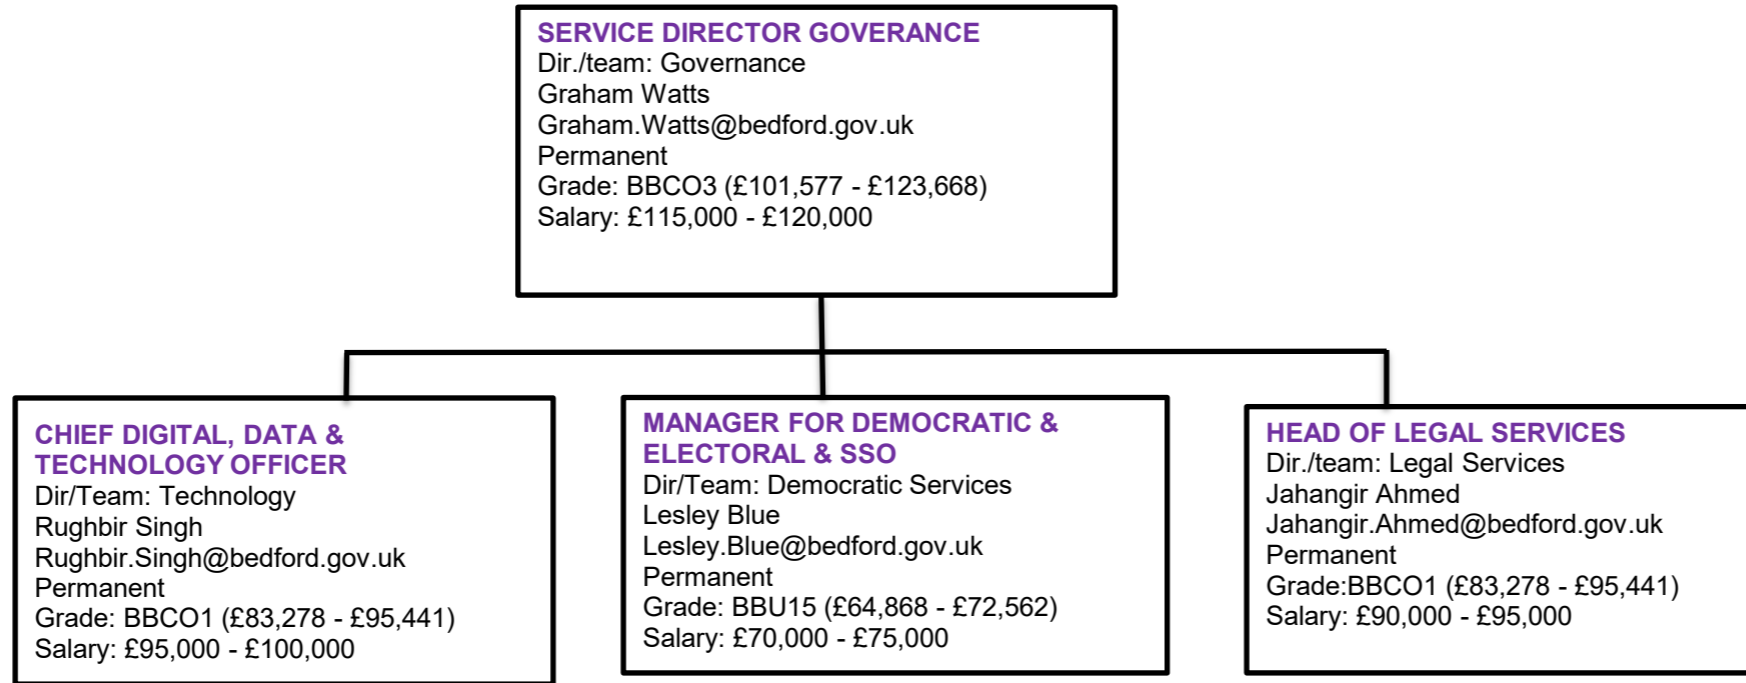 SERVICE DIRECTOR GOVERANCE
Dir./team: Governance
Graham Watts
Graham.Watts@bedford.gov.uk
Permanent
Grade: BBCO3 (£101,577 - £123,668)
Salary: £115,000 - £120,000
CHIEF DIGITAL, DATA &
TECHNOLOGY OFFICER
Dir/Team: Technology
Rughbir Singh
Rughbir.Singh@bedford.gov.uk
Permanent
Grade: BBCO1 (£83,278 - £95,441)
Salary: £95,000 - £100,000
MANAGER FOR DEMOCRATIC &
ELECTORAL & SSO
Dir/Team: Democratic Services
Lesley Blue
Lesley.Blue@bedford.gov.uk
Permanent
Grade: BBU15 (£64,868 - £72,562)
Salary: £70,000 - £75,000
HEAD OF LEGAL SERVICES
Dir./team: Legal Services
Jahangir Ahmed
Jahangir.Ahmed@bedford.gov.uk
Permanent
Grade:BBCO1 (£83,278 - £95,441)
Salary: £90,000 - £95,000